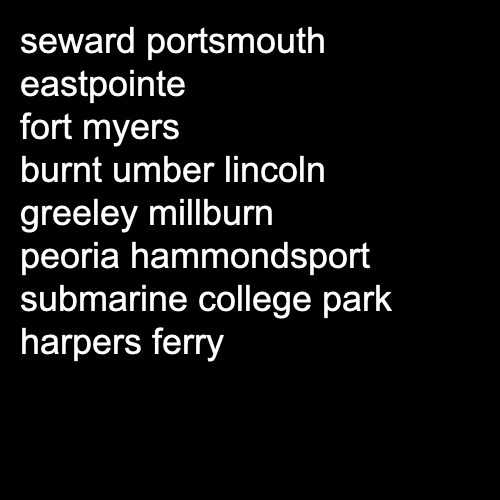 seward portsmouth
eastpointe
fort myers
burnt umber lincoln
greeley millburn
peoria hammondsport
submarine college park
harpers ferry